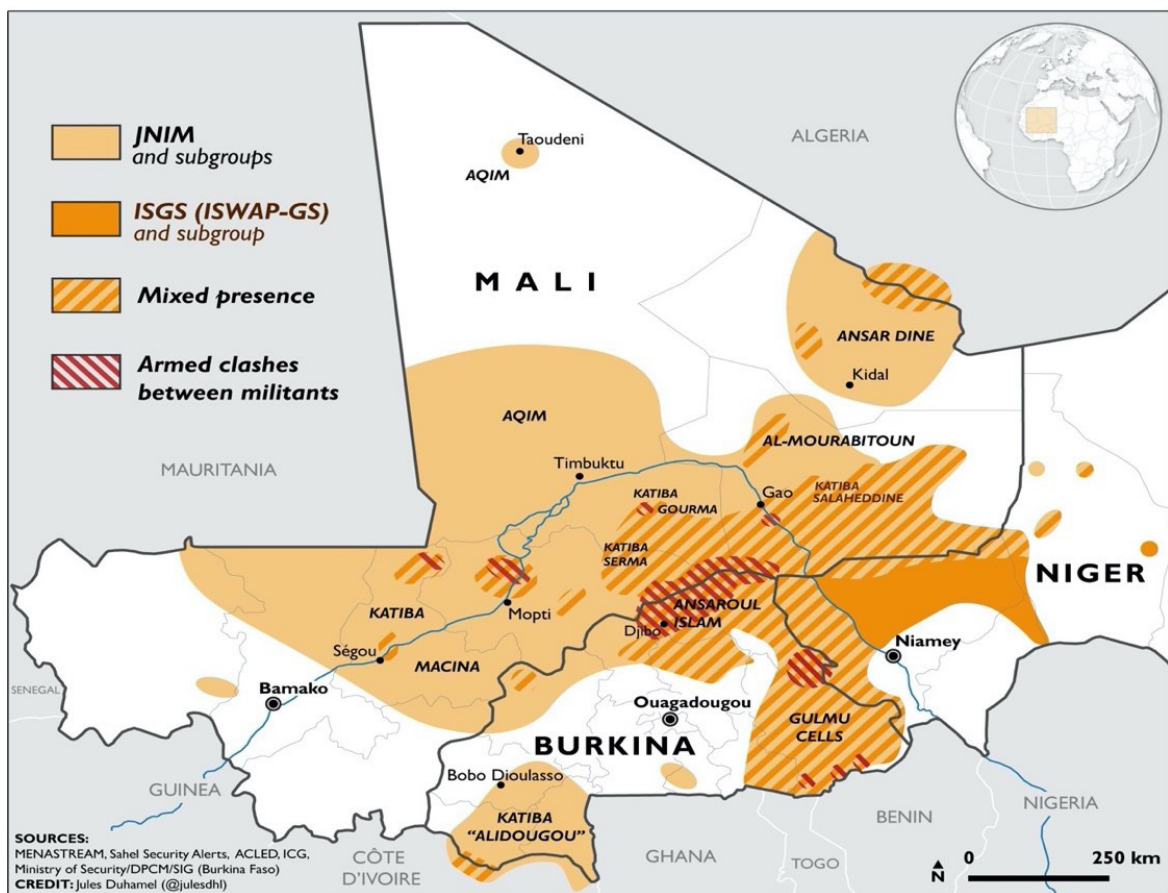 JNIM
and subgroups
ISGS (ISWAP-GS)
and subgroup
Mixed presence
Armed clashes
between militants
ALGERIA
Taoudeni
AQIM
MALI
ANSAR DINE
Kidal
AQIM
AL-MOURABITOUN
MAURITANIA
Timbuktu
KATIBA
GOURMA
Gao
KATIBA
SALAHEDDINE
KATIBA
SERMA
NIGER
KATIBA
Mopti
ANSAROUL
ISLAM
Djibo
Ségou
MACINA
Niamey
SENEGAL
Bamako
Ouagadougou
GULMU
CELLS
BURKINA
Bobo Dioulasso
GUINEA
KATIBA
"ALIDOUGOU"
BENIN
NIGERIA
CÔTE
D'IVOIRE
GHANA
TOGO
SOURCES:
MENASTREAM, Sahel Security Alerts, ACLED, ICG,
Ministry of Security/DPCM/SIG (Burkina Faso)
CREDIT: Jules Duhamel (@julesdhl)
N
0 250 km